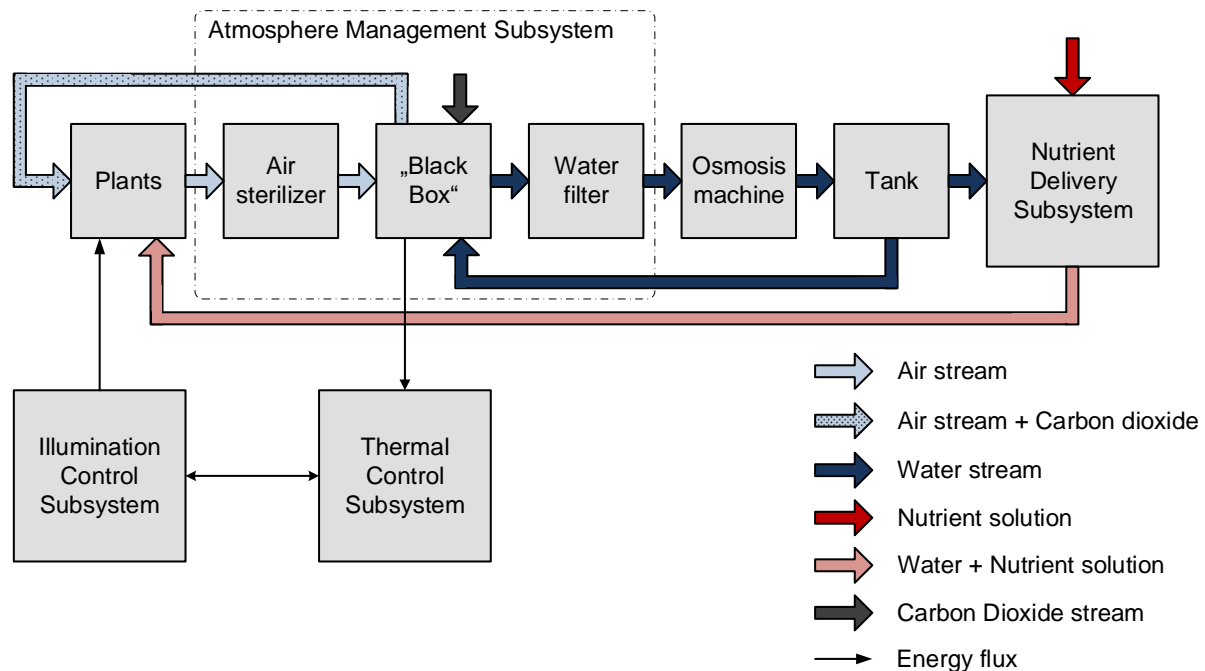 Atmosphere Management Subsystem
Plants
Air
sterilizer
„Black
Box“
Water
filter
Osmosis
machine
Tank
Nutrient
Delivery
Subsystem
Illumination
Control
Subsystem
Thermal
Control
Subsystem
Air stream
Air stream + Carbon dioxide
Water stream
Nutrient solution
Water + Nutrient solution
Carbon Dioxide stream
Energy flux